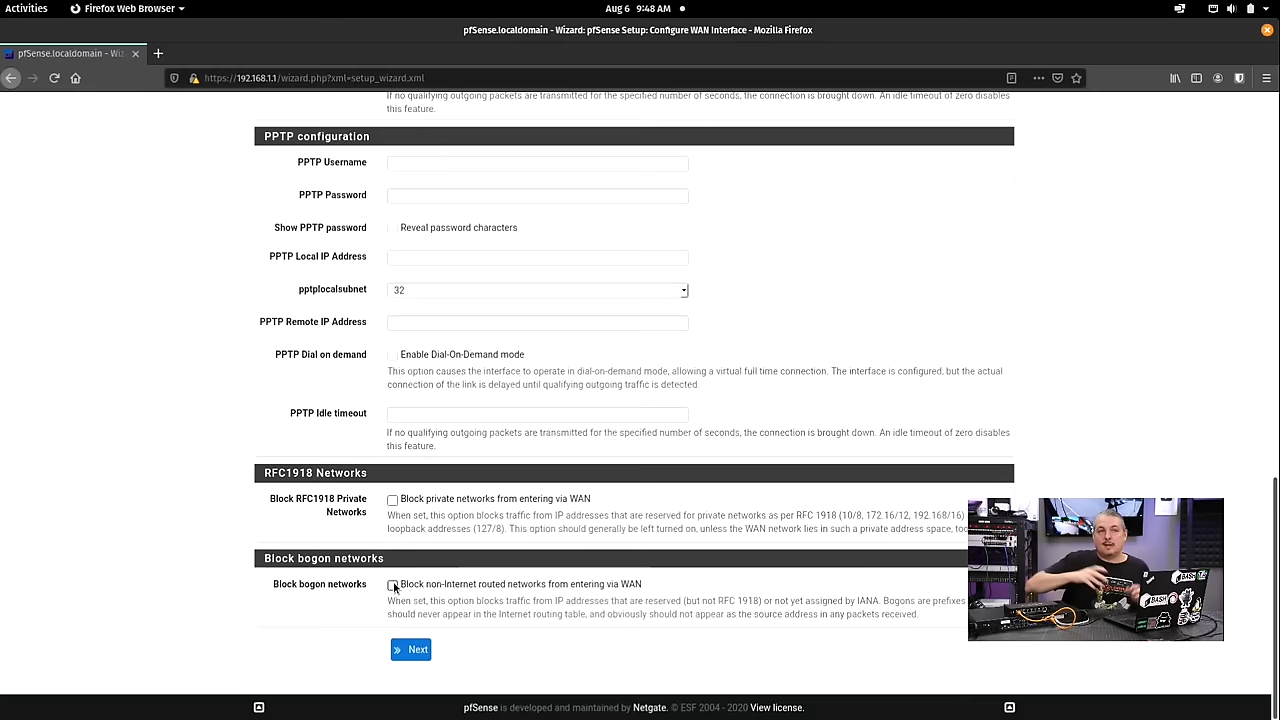 Activities
Firefox Web Browser
Aug 6 9:48 AM
pfSense.localdomain - Wizard: pfSense Setup: Configure WAN Interface - Mozilla Firefox
pfSense.localdomain - Wiz
https://192.168.1.1/wizard.php?xml=setup_wizard.xml
If no qualifying outgoing packets are transmitted for the specified number of seconds, the connection is brought down. An idle timeout of zero disables
this feature.
PPTP configuration
PPTP Username
PPTP Password
Show PPTP password
Reveal password characters
PPTP Local IP Address
pptplocalsubnet
32
PPTP Remote IP Address
PPTP Dial on demand
Enable Dial-On-Demand mode
This option causes the interface to operate in dial-on-demand mode, allowing a virtual full time connection. The interface is configured, but the actual
connection of the link is delayed until qualifying outgoing traffic is detected.
PPTP Idle timeout
If no qualifying outgoing packets are transmitted for the specified number of seconds, the connection is brought down. An idle timeout of zero disables
this feature.
RFC1918 Networks
Block RFC1918 Private
Networks
Block private networks from entering via WAN
When set, this option blocks traffic from IP addresses that are reserved for private networks as per RFC 1918 (10/8, 172.16/12, 192.168/16)
loopback addresses (127/8). This option should generally be left turned on, unless the WAN network lies in such a private address space, too
Block bogon networks
Block bogon networks
Block non-Internet routed networks from entering via WAN
When set, this option blocks traffic from IP addresses that are reserved (but not RFC 1918) or not yet assigned by IANA. Bogons are prefixes
should never appear in the Internet routing table, and obviously should not appear as the source address in any packets received.
BASH
BASH
Next
pfSense is developed and maintained by Netgate. © ESF 2004 - 2020 View license.